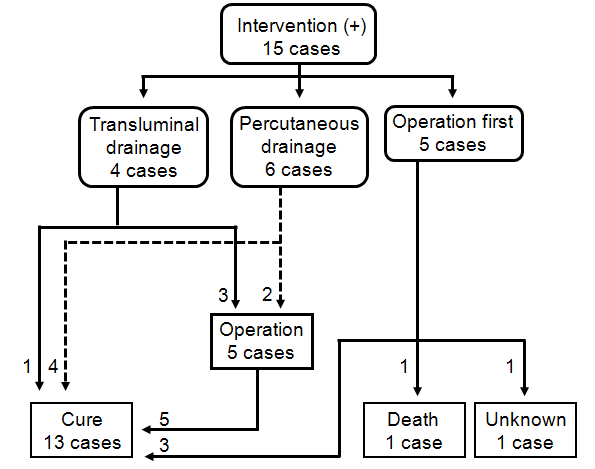 Intervention (+)
15 cases
Transluminal
drainage
4 cases
Percutaneous
drainage
6 cases
Operation first
5 cases
3
2
Operation
5 cases
1
4
1
1
Cure
13 cases
5
3
Death
1 case
Unknown
1 case